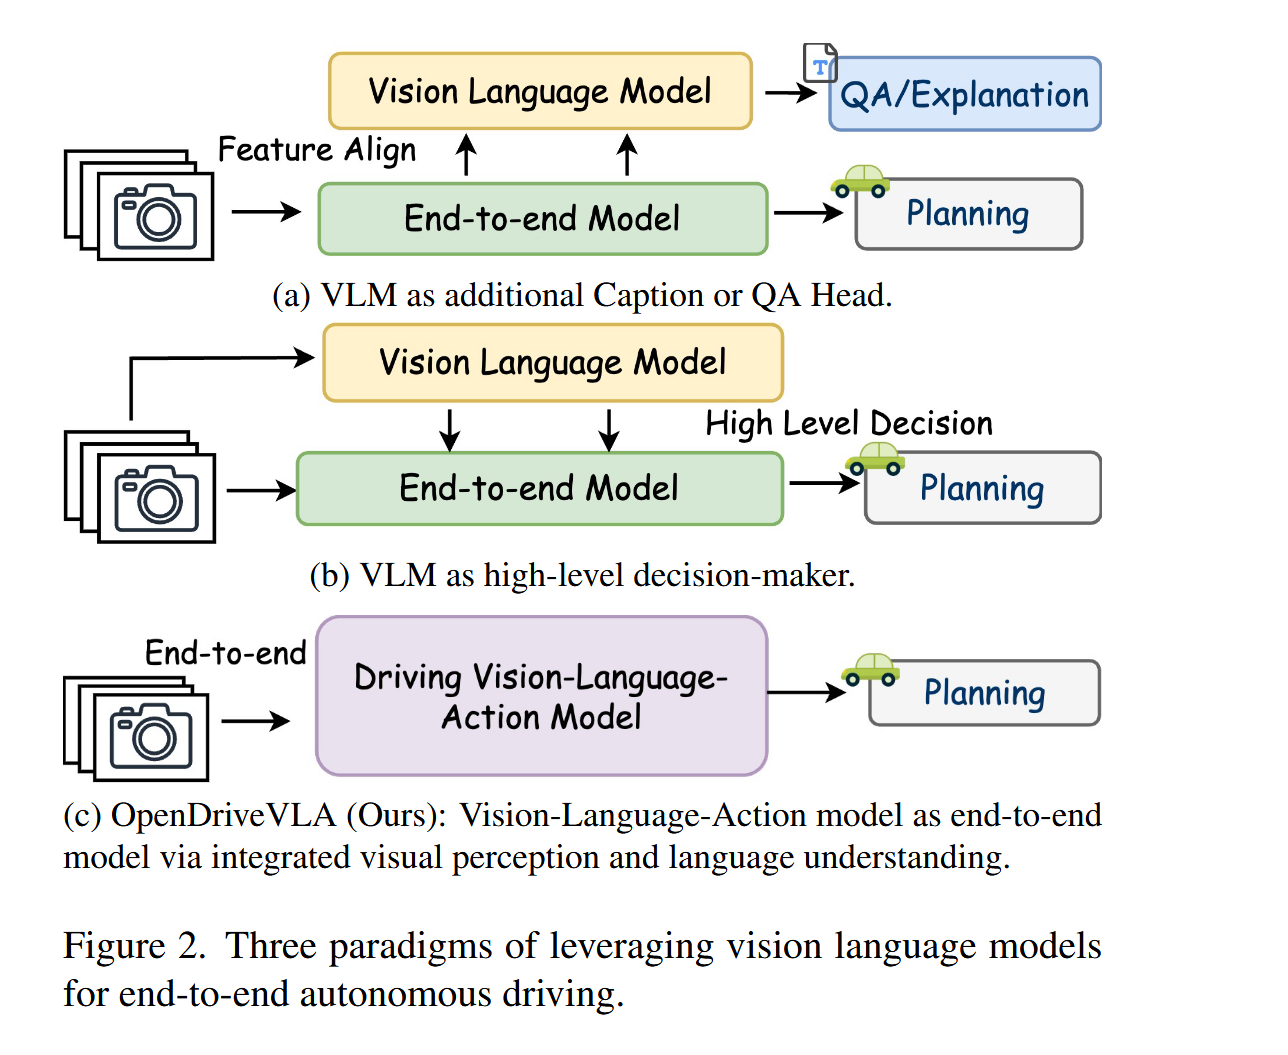 Vision Language Model
T
QA/Explanation
Feature Align
End-to-end Model
Planning
(a) VLM as additional Caption or QA Head.
Vision Language Model
High Level Decision
End-to-end Model
Planning
(b) VLM as high-level decision-maker.
End-to-end
Driving Vision-Language-
Action Model
Planning
(c) OpenDriveVLA (Ours): Vision-Language-Action model as end-to-end
model via integrated visual perception and language understanding.
Figure 2. Three paradigms of leveraging vision language models
for end-to-end autonomous driving.